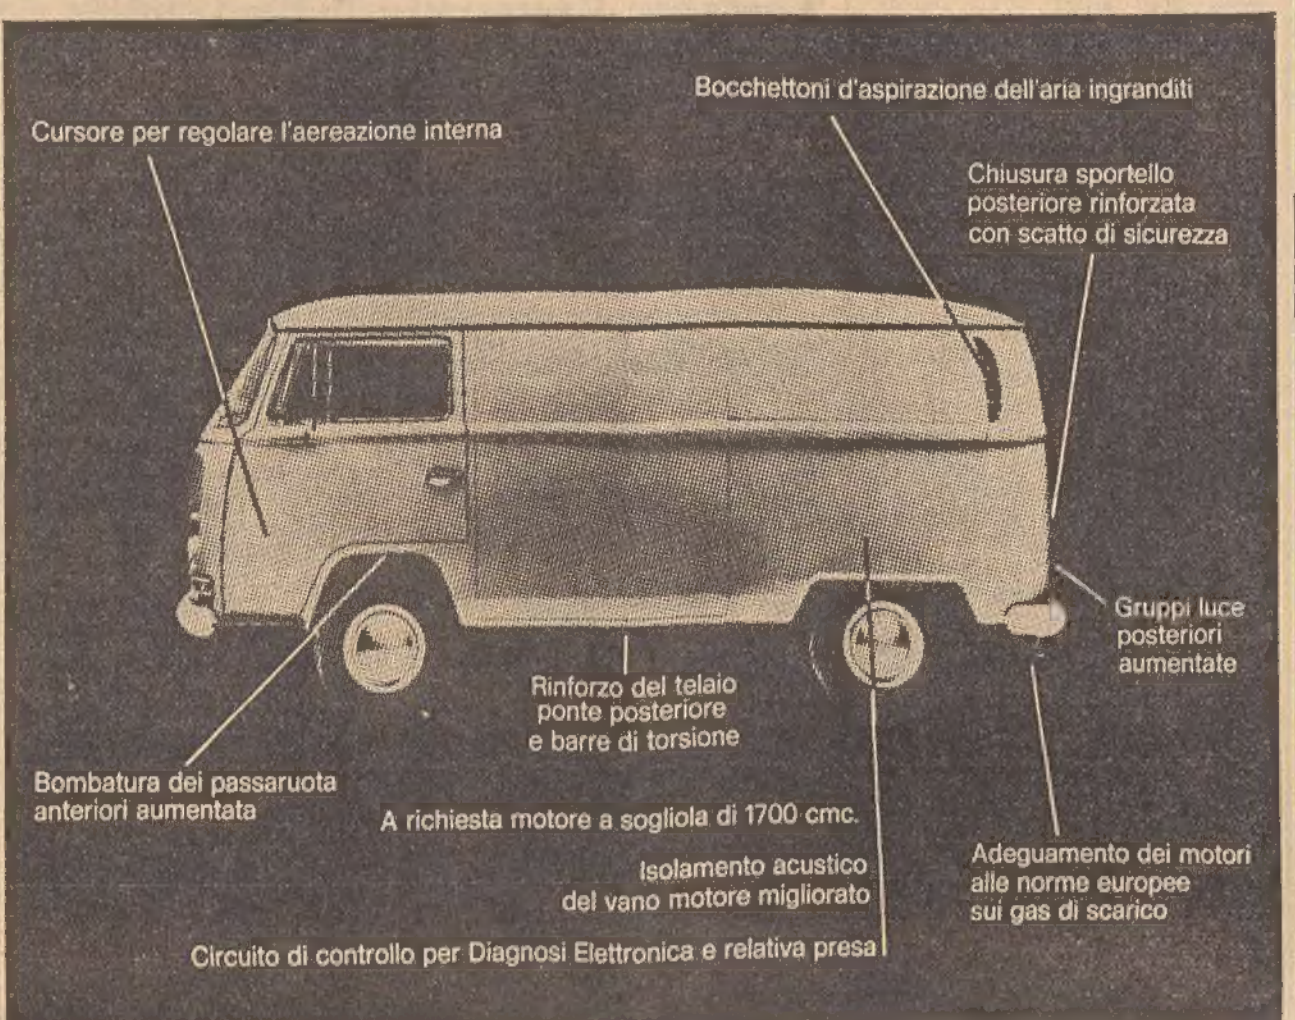 Bocchettoni d'aspirazione dell'aria ingranditi
Cursore per regolare l'aereazione interna
Chiusura sportello
posteriore rinforzata
con scatto di sicurezza
Gruppi luce
posteriori
aumentate
Rinforzo del telaio
ponte posteriore
e barre di torsione
Bombatura dei passaruota
anteriori aumentata
A richiesta motore a sogliola di 1700 cmc.
Isolamento acustico
del vano motore migliorato
Adeguamento dei motori
alle norme europee
sui gas di scarico
Circuito di controllo per Diagnosi Elettronica e relativa presa